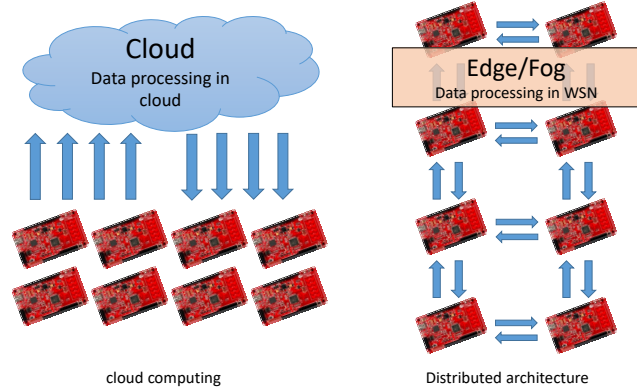 Cloud
Data processing in
cloud
Edge/Fog
Data processing in WSN
cloud computing
Distributed architecture